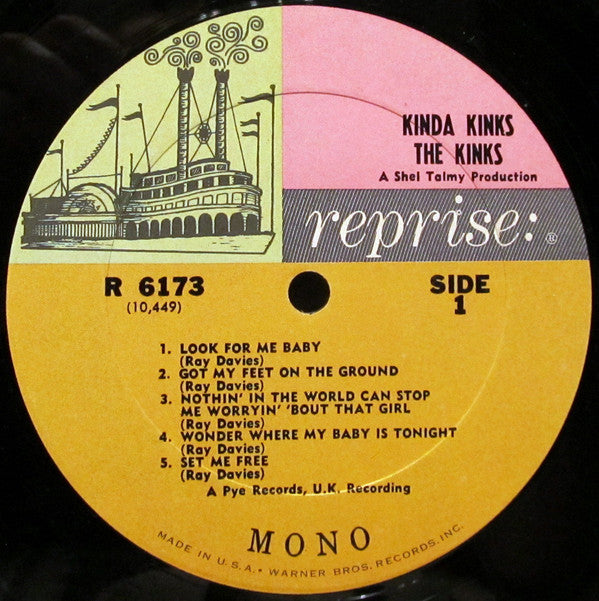 KINDA KINKS
THE KINKS
A Shel Talmy Production
reprise:®
R 6173
(10,449)
SIDE
1
1. LOOK FOR ME BABY
(Ray Davies)
2. GOT MY FEET ON THE GROUND
(Ray Davies)
3. NOTHIN' IN THE WORLD CAN STOP
ME WORRYIN' 'BOUT THAT GIRL
(Ray Davies)
4. WONDER WHERE MY BABY IS TONIGHT
(Ray Davies)
5. SET ME FREE
(Ray Davies)
A Pye Records, U.K. Recording
MONO
MADE IN U.S.A. • WARNER BROS. RECORDS, INC.